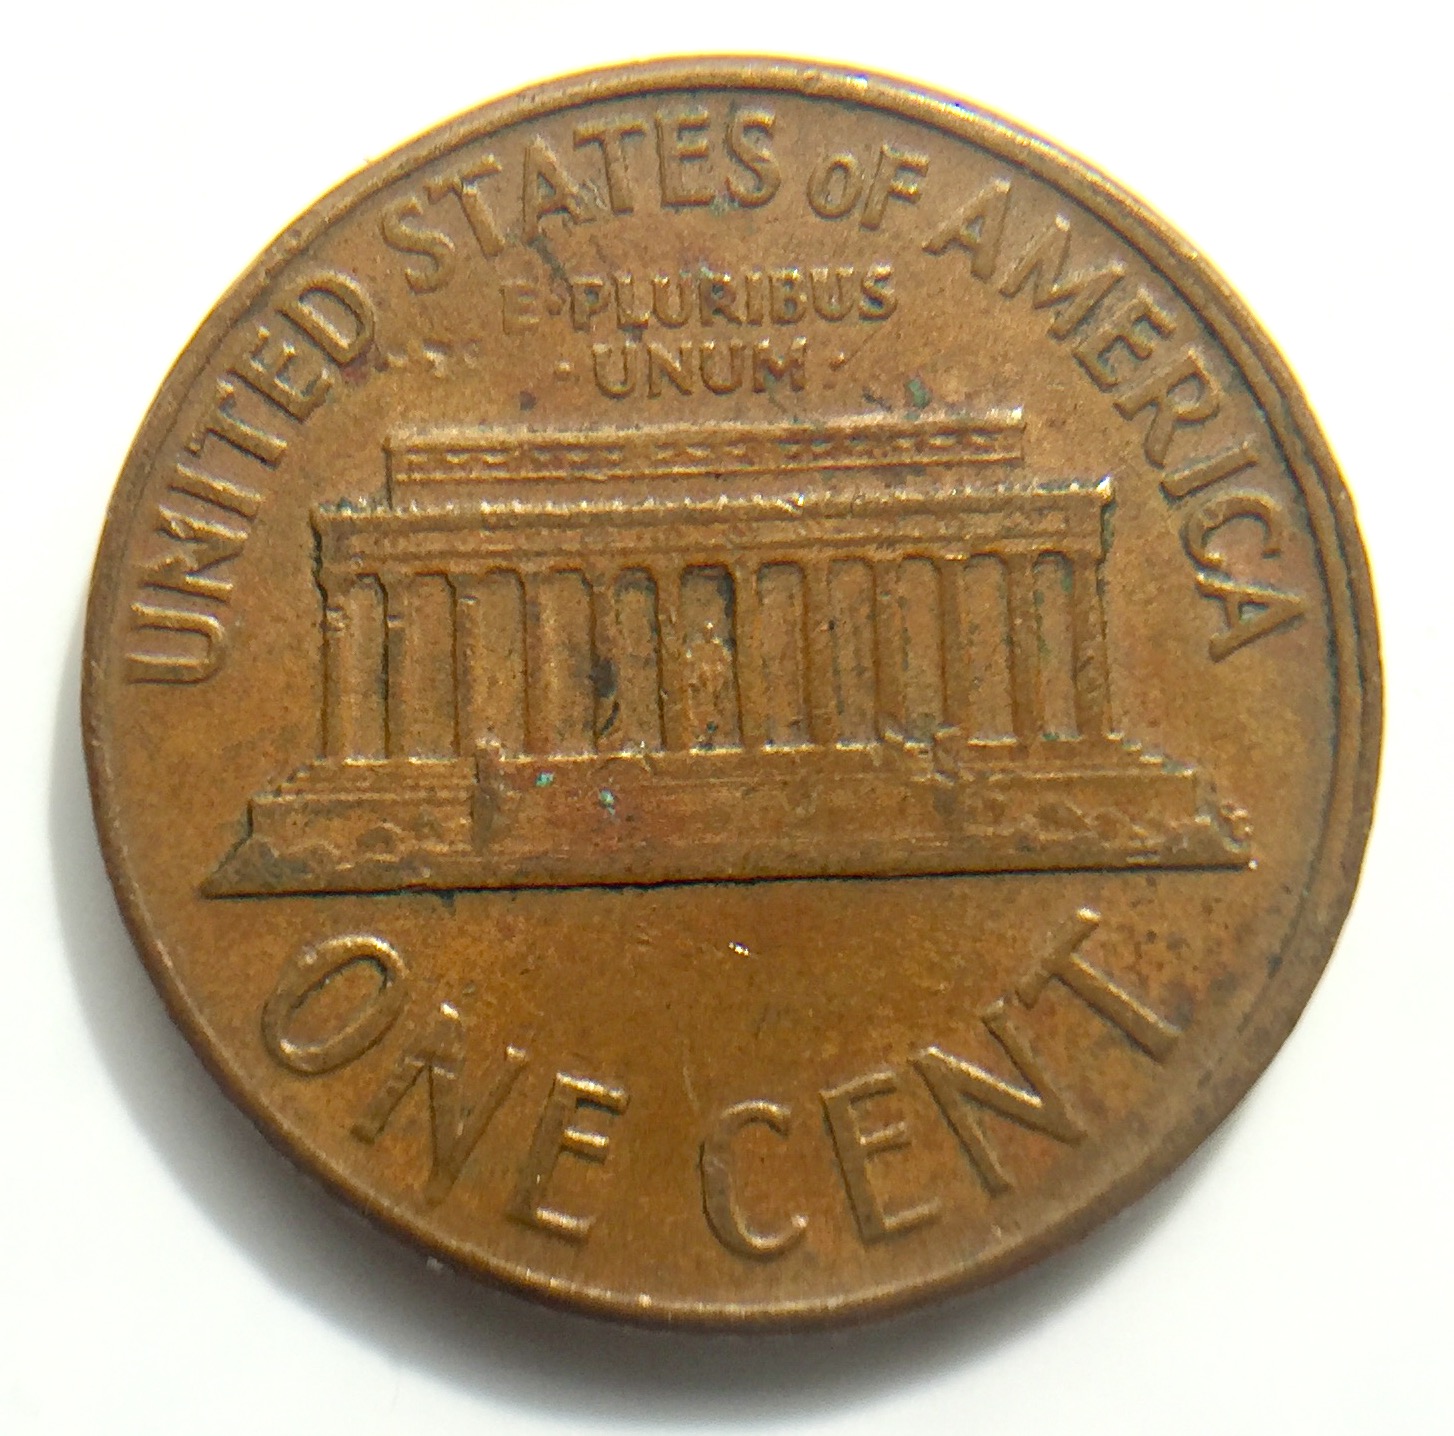 UNITED STATES OF AMERICA
E·PLURIBUS
·UNUM·
ONE CENT